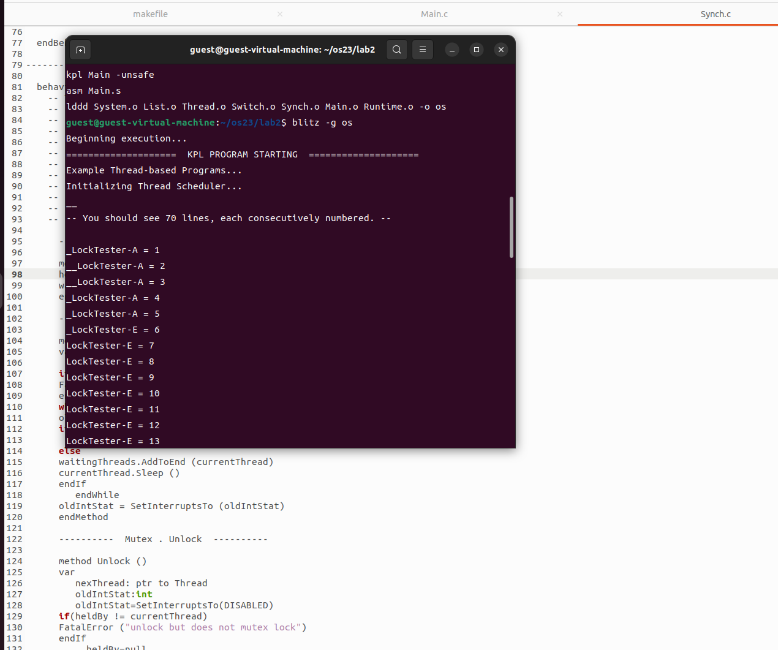 makefile
Main.c
Synch.c
guest@guest-virtual-machine: ~/os23/lab2
kpl Main -unsafe
asm Main.s
lddd System.o List.o Thread.o Switch.o Synch.o Main.o Runtime.o -o os
guest@guest-virtual-machine:~/os23/lab2$ blitz -g os
Beginning execution...
==================== KPL PROGRAM STARTING ====================
Example Thread-based Programs...
Initializing Thread Scheduler...
__
-- You should see 70 lines, each consecutively numbered. --
_LockTester-A = 1
__LockTester-A = 2
__LockTester-A = 3
_LockTester-A = 4
_LockTester-A = 5
_LockTester-E = 6
LockTester-E = 7
LockTester-E = 8
LockTester-E = 9
LockTester-E = 10
LockTester-E = 11
LockTester-E = 12
LockTester-E = 13
76
77 endBe
78
79 -------
80
81 behav
82 --
83 --
84 --
85 --
86 --
87 --
88 --
89 --
90 --
91 --
92 --
93 --
94
95 -
96
97 m
98 h
99 w
100 e
101
102 -
103
104 m
105 v
106
107 i
108 F
109 e
110 w
111 o
112 i
113
114 else
115 waitingThreads.AddToEnd (currentThread)
116 currentThread.Sleep ()
117 endIf
118 endWhile
119 oldIntStat = SetInterruptsTo (oldIntStat)
120 endMethod
121
122 ---------- Mutex . Unlock ----------
123
124 method Unlock ()
125 var
126 nexThread: ptr to Thread
127 oldIntStat:int
128 oldIntStat=SetInterruptsTo(DISABLED)
129 if(heldBy != currentThread)
130 FatalError ("unlock but does not mutex lock")
131 endIf
132 heldBy=null